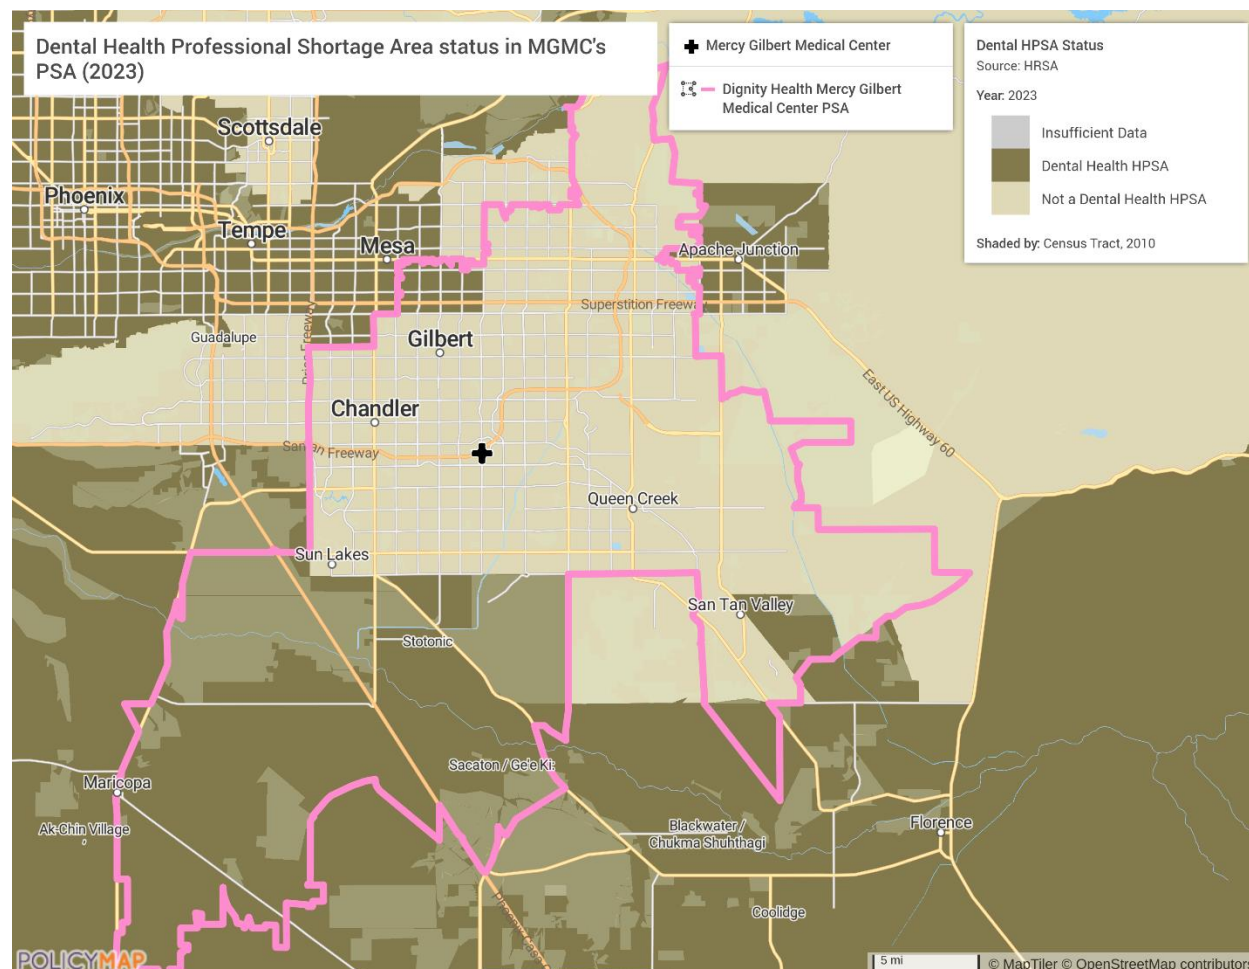 Dental Health Professional Shortage Area status in MGMC's
PSA (2023)
Mercy Gilbert Medical Center
Dignity Health Mercy Gilbert
Medical Center PSA
Dental HPSA Status
Source: HRSA
Year: 2023
Insufficient Data
Dental Health HPSA
Not a Dental Health HPSA
Shaded by: Census Tract, 2010
Scottsdale
Phoenix
Tempe
Mesa
Apache Junction
Superstition Freeway
Guadalupe
Price Freeway
Gilbert
Chandler
East US Highway 60
Santan Freeway
Queen Creek
Sun Lakes
San Tan Valley
Stotonic
Sacaton / Ge'e Ki:
Maricopa
Ak-Chin Village
Blackwater /
Chukma Shuhthagi
Florence
Coolidge
POLICYMAP
5 mi
© MapTiler © OpenStreetMap contributors